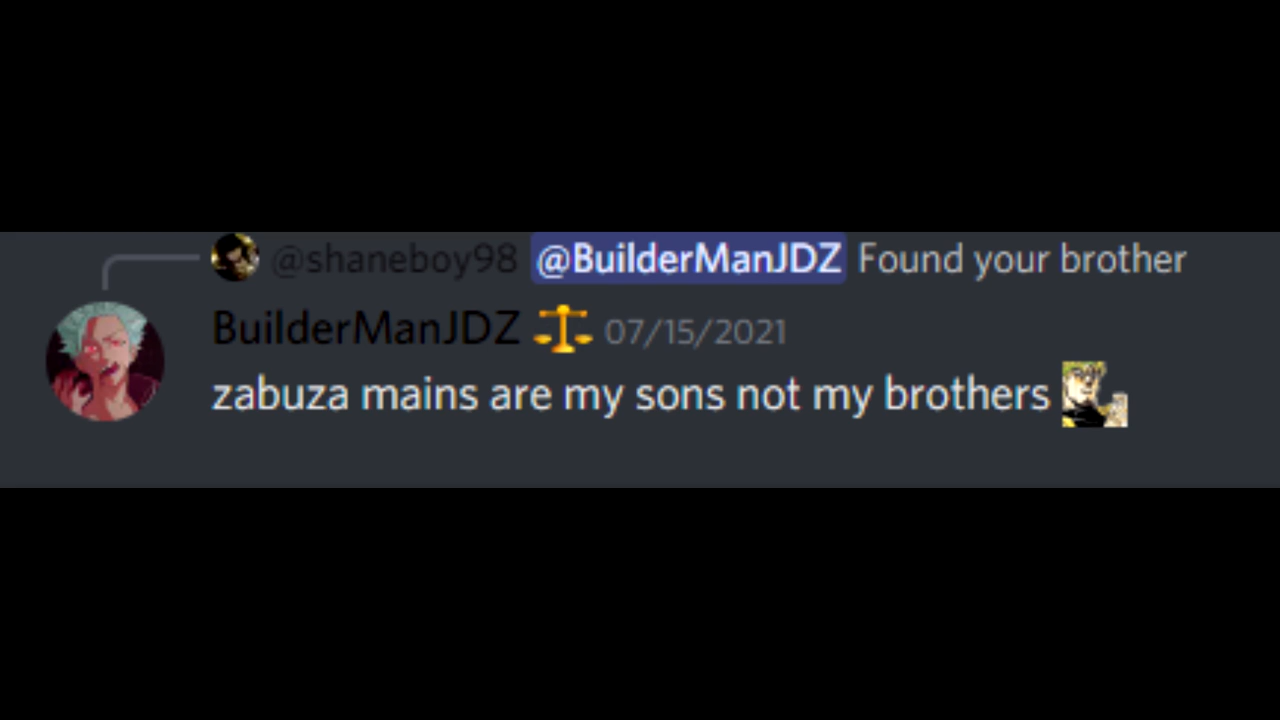 @shaneboy98 @BuilderManJDZ Found your brother
BuilderManJDZ 07/15/2021
zabuza mains are my sons not my brothers